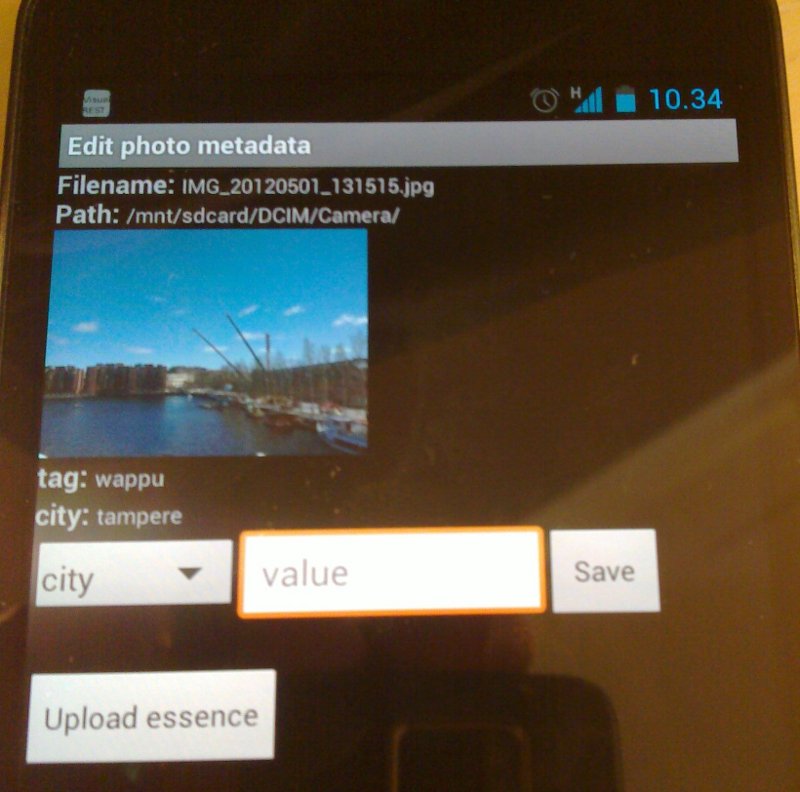 Visual
REST
H 10.34
Edit photo metadata
Filename: IMG_20120501_131515.jpg
Path: /mnt/sdcard/DCIM/Camera/
tag: wappu
city: tampere
city value Save
Upload essence